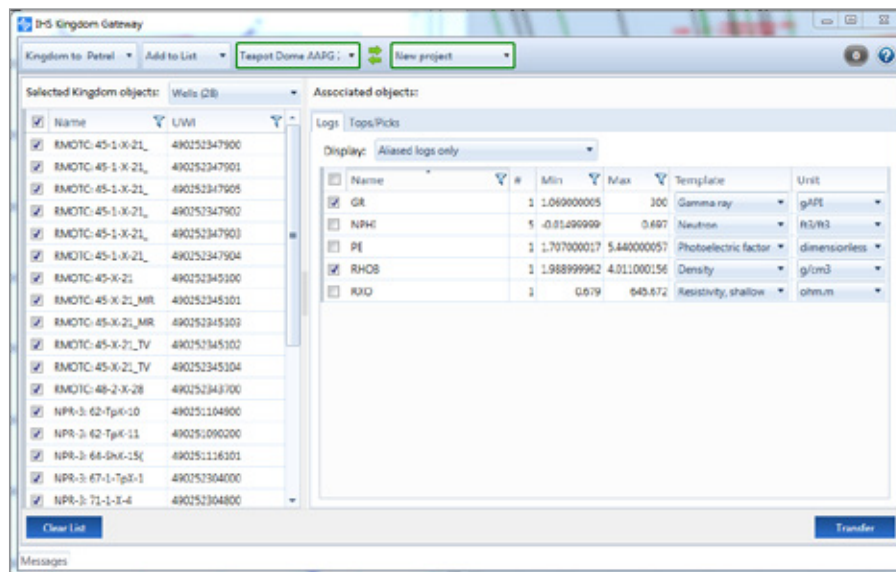 IHS Kingdom Gateway
Kingdom to Petrel Add to List Teapot Dome AAPG New project
Selected Kingdom objects: Wells (28) Associated objects:
Logs Tops/Picks
Name UWI
Display: Aliased logs only
RMOTC: 45-1-X-21_ 490252347900
RMOTC: 45-1-X-21_ 490252347901
RMOTC: 45-1-X-21_ 490252347905
RMOTC: 45-1-X-21_ 490252347902
RMOTC: 45-1-X-21_ 490252347903
RMOTC: 45-1-X-21_ 490252347904
RMOTC: 45-X-21 490252345100
RMOTC: 45-X-21_MR 490252345101
RMOTC: 45-X-21_MR 490252345103
RMOTC: 45-X-21_TV 490252345102
RMOTC: 45-X-21_TV 490252345104
RMOTC: 48-2-X-28 490252343700
NPR-3: 62-TpX-10 490251104900
NPR-3: 62-TpX-11 490251090200
NPR-3: 64-ShX-15( 490251116101
NPR-3: 67-1-TpX-1 490252304000
NPR-3: 71-1-X-4 490252304800
Name # Min Max Template Unit
GR 1 1.069000005 300 Gamma ray gAPI
NPHI 5 -0.01499999 0.697 Neutron ft3/ft3
PE 1 1.707000017 5.440000057 Photoelectric factor dimensionless
RHOB 1 1.988999962 4.011000156 Density g/cm3
RXO 1 0.679 645.672 Resistivity, shallow ohm.m
Clear List Transfer
Messages